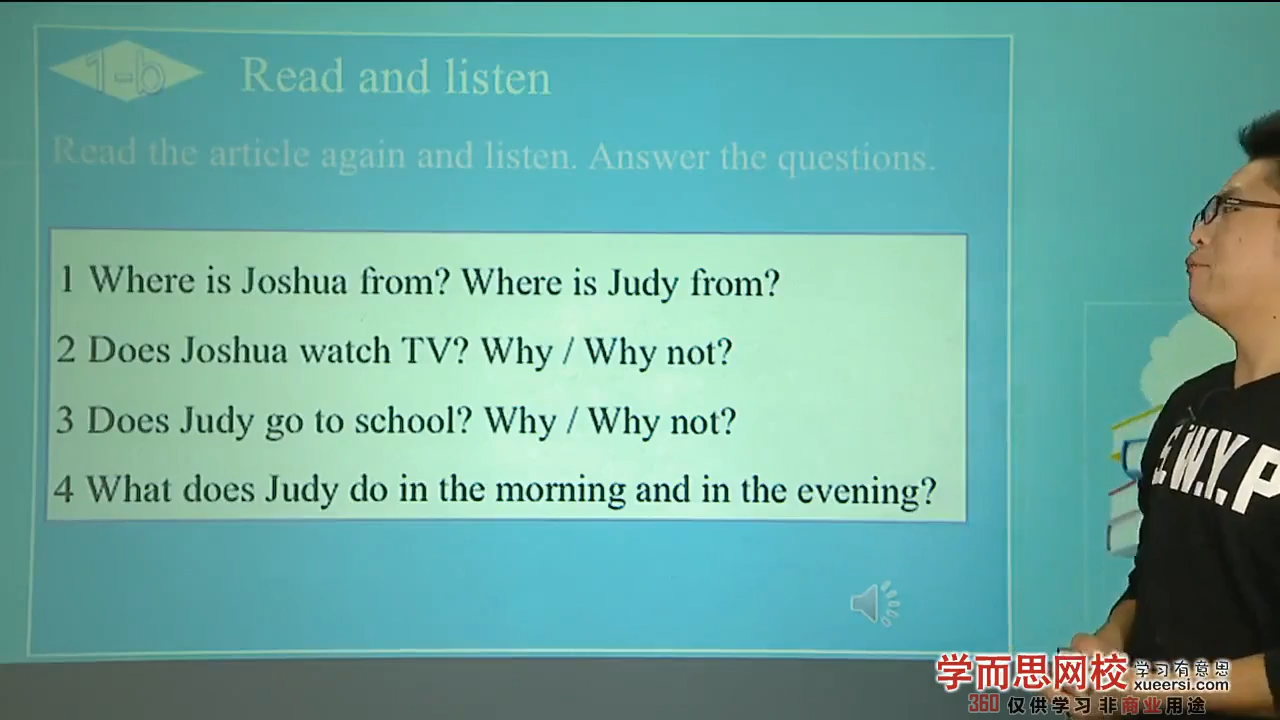 1-b
Read and listen
Read the article again and listen. Answer the questions.
1 Where is Joshua from? Where is Judy from?
2 Does Joshua watch TV? Why / Why not?
3 Does Judy go to school? Why / Why not?
4 What does Judy do in the morning and in the evening?
E.W.Y.P
学而思网校 学习有意思
xueersi.com
360 仅供学习 非商业用途